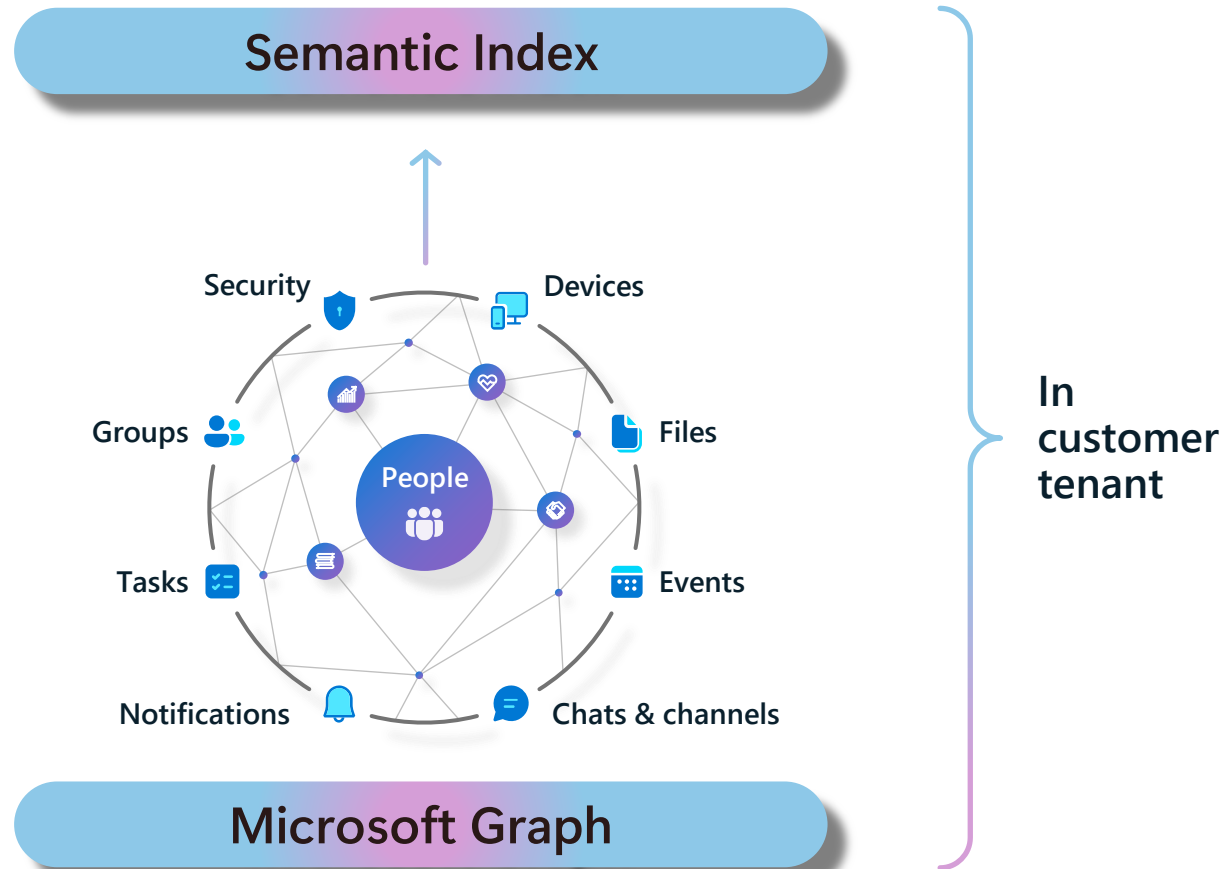 Semantic Index
Security
Devices
Groups
Files
People
Tasks
Events
Notifications
Chats & channels
Microsoft Graph
In
customer
tenant